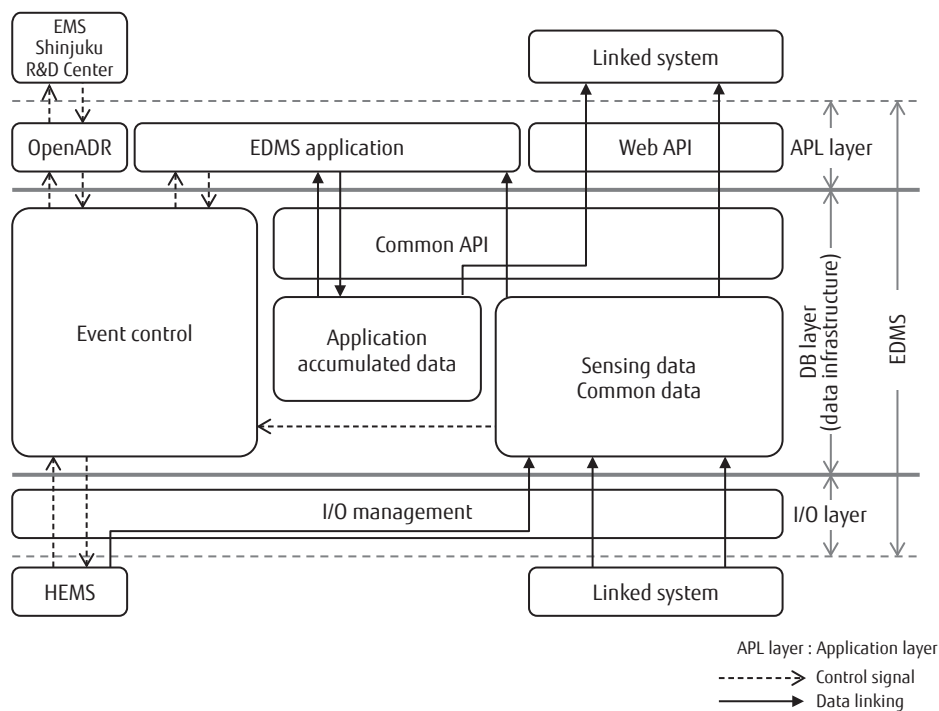 EMS
Shinjuku
R&D Center
Linked system
OpenADR
EDMS application
Web API
APL layer
Common API
Event control
Application
accumulated data
Sensing data
Common data
DB layer
(data infrastructure)
EDMS
I/O management
I/O layer
HEMS
Linked system
APL layer : Application layer
Control signal
Data linking